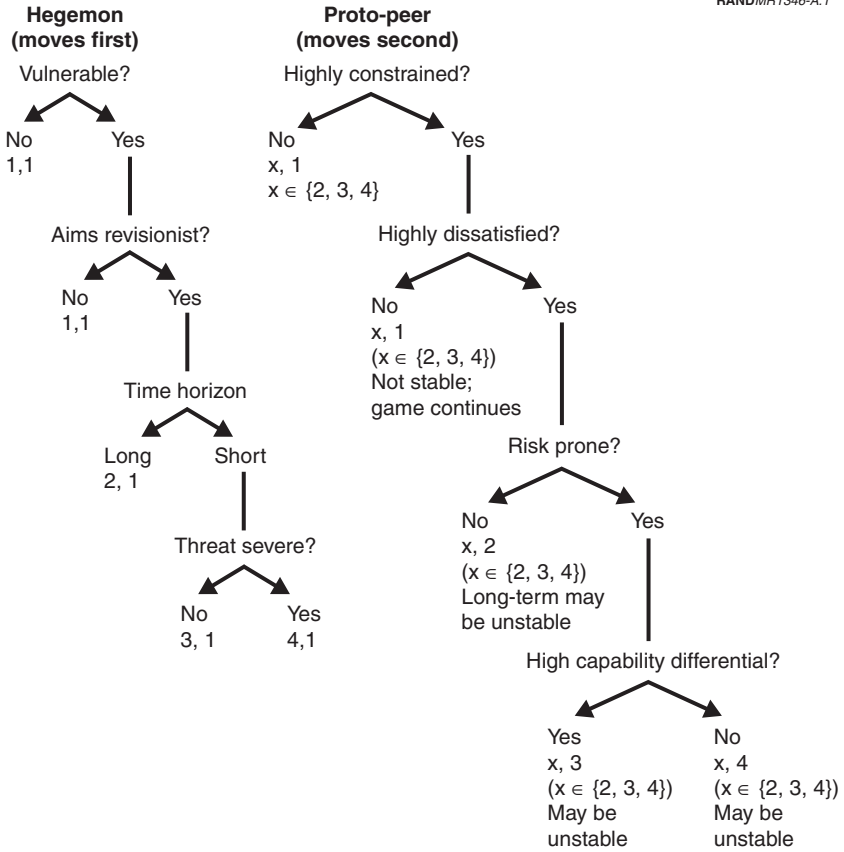 RANDMR1346-A.1
Hegemon
(moves first)
Vulnerable?
No
1,1
Yes
Aims revisionist?
No
1,1
Yes
Time horizon
Long
2, 1
Short
Threat severe?
No
3, 1
Yes
4,1
Proto-peer
(moves second)
Highly constrained?
No
x, 1
x ∈ {2, 3, 4}
Yes
Highly dissatisfied?
No
x, 1
(x ∈ {2, 3, 4})
Not stable;
game continues
Yes
Risk prone?
No
x, 2
(x ∈ {2, 3, 4})
Long-term may
be unstable
Yes
High capability differential?
Yes
x, 3
(x ∈ {2, 3, 4})
May be
unstable
No
x, 4
(x ∈ {2, 3, 4})
May be
unstable